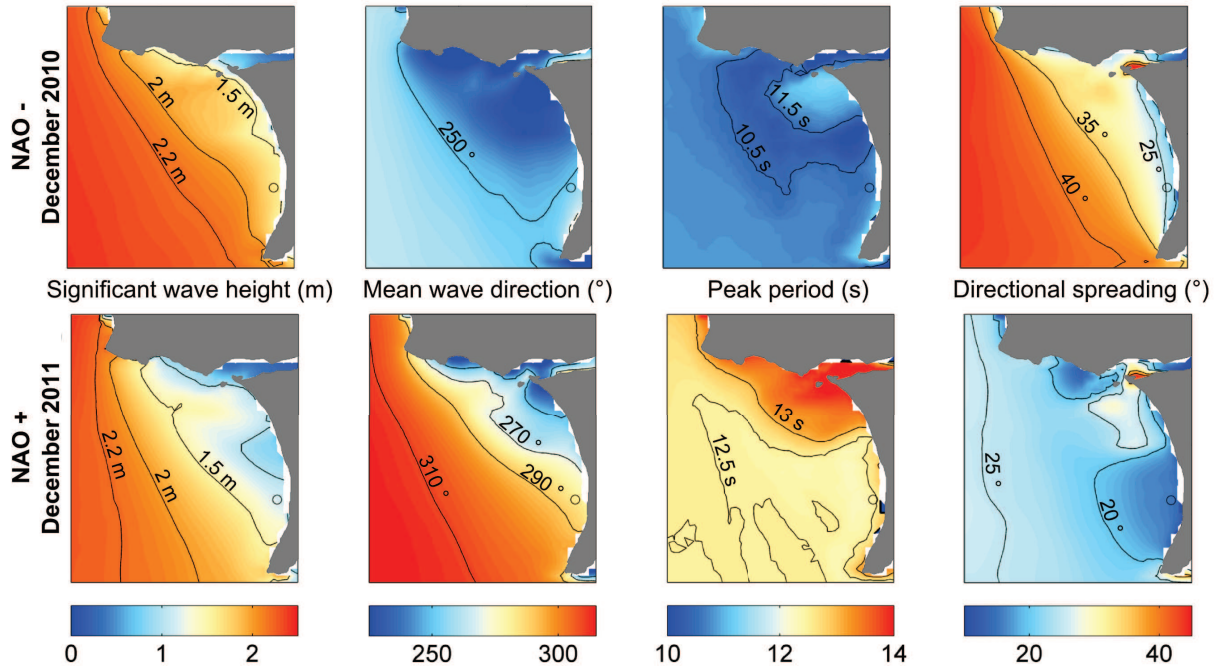 NAO -
December 2010
2 m
1.5 m
2.2 m
250 °
11.5 s
10.5 s
35 °
25 °
40 °
Significant wave height (m)
Mean wave direction (°)
Peak period (s)
Directional spreading (°)
NAO +
December 2011
2.2 m
2 m
1.5 m
270 °
310 °
290 °
13 s
12.5 s
25 °
20 °
0 1 2
250 300
10 12 14
20 40